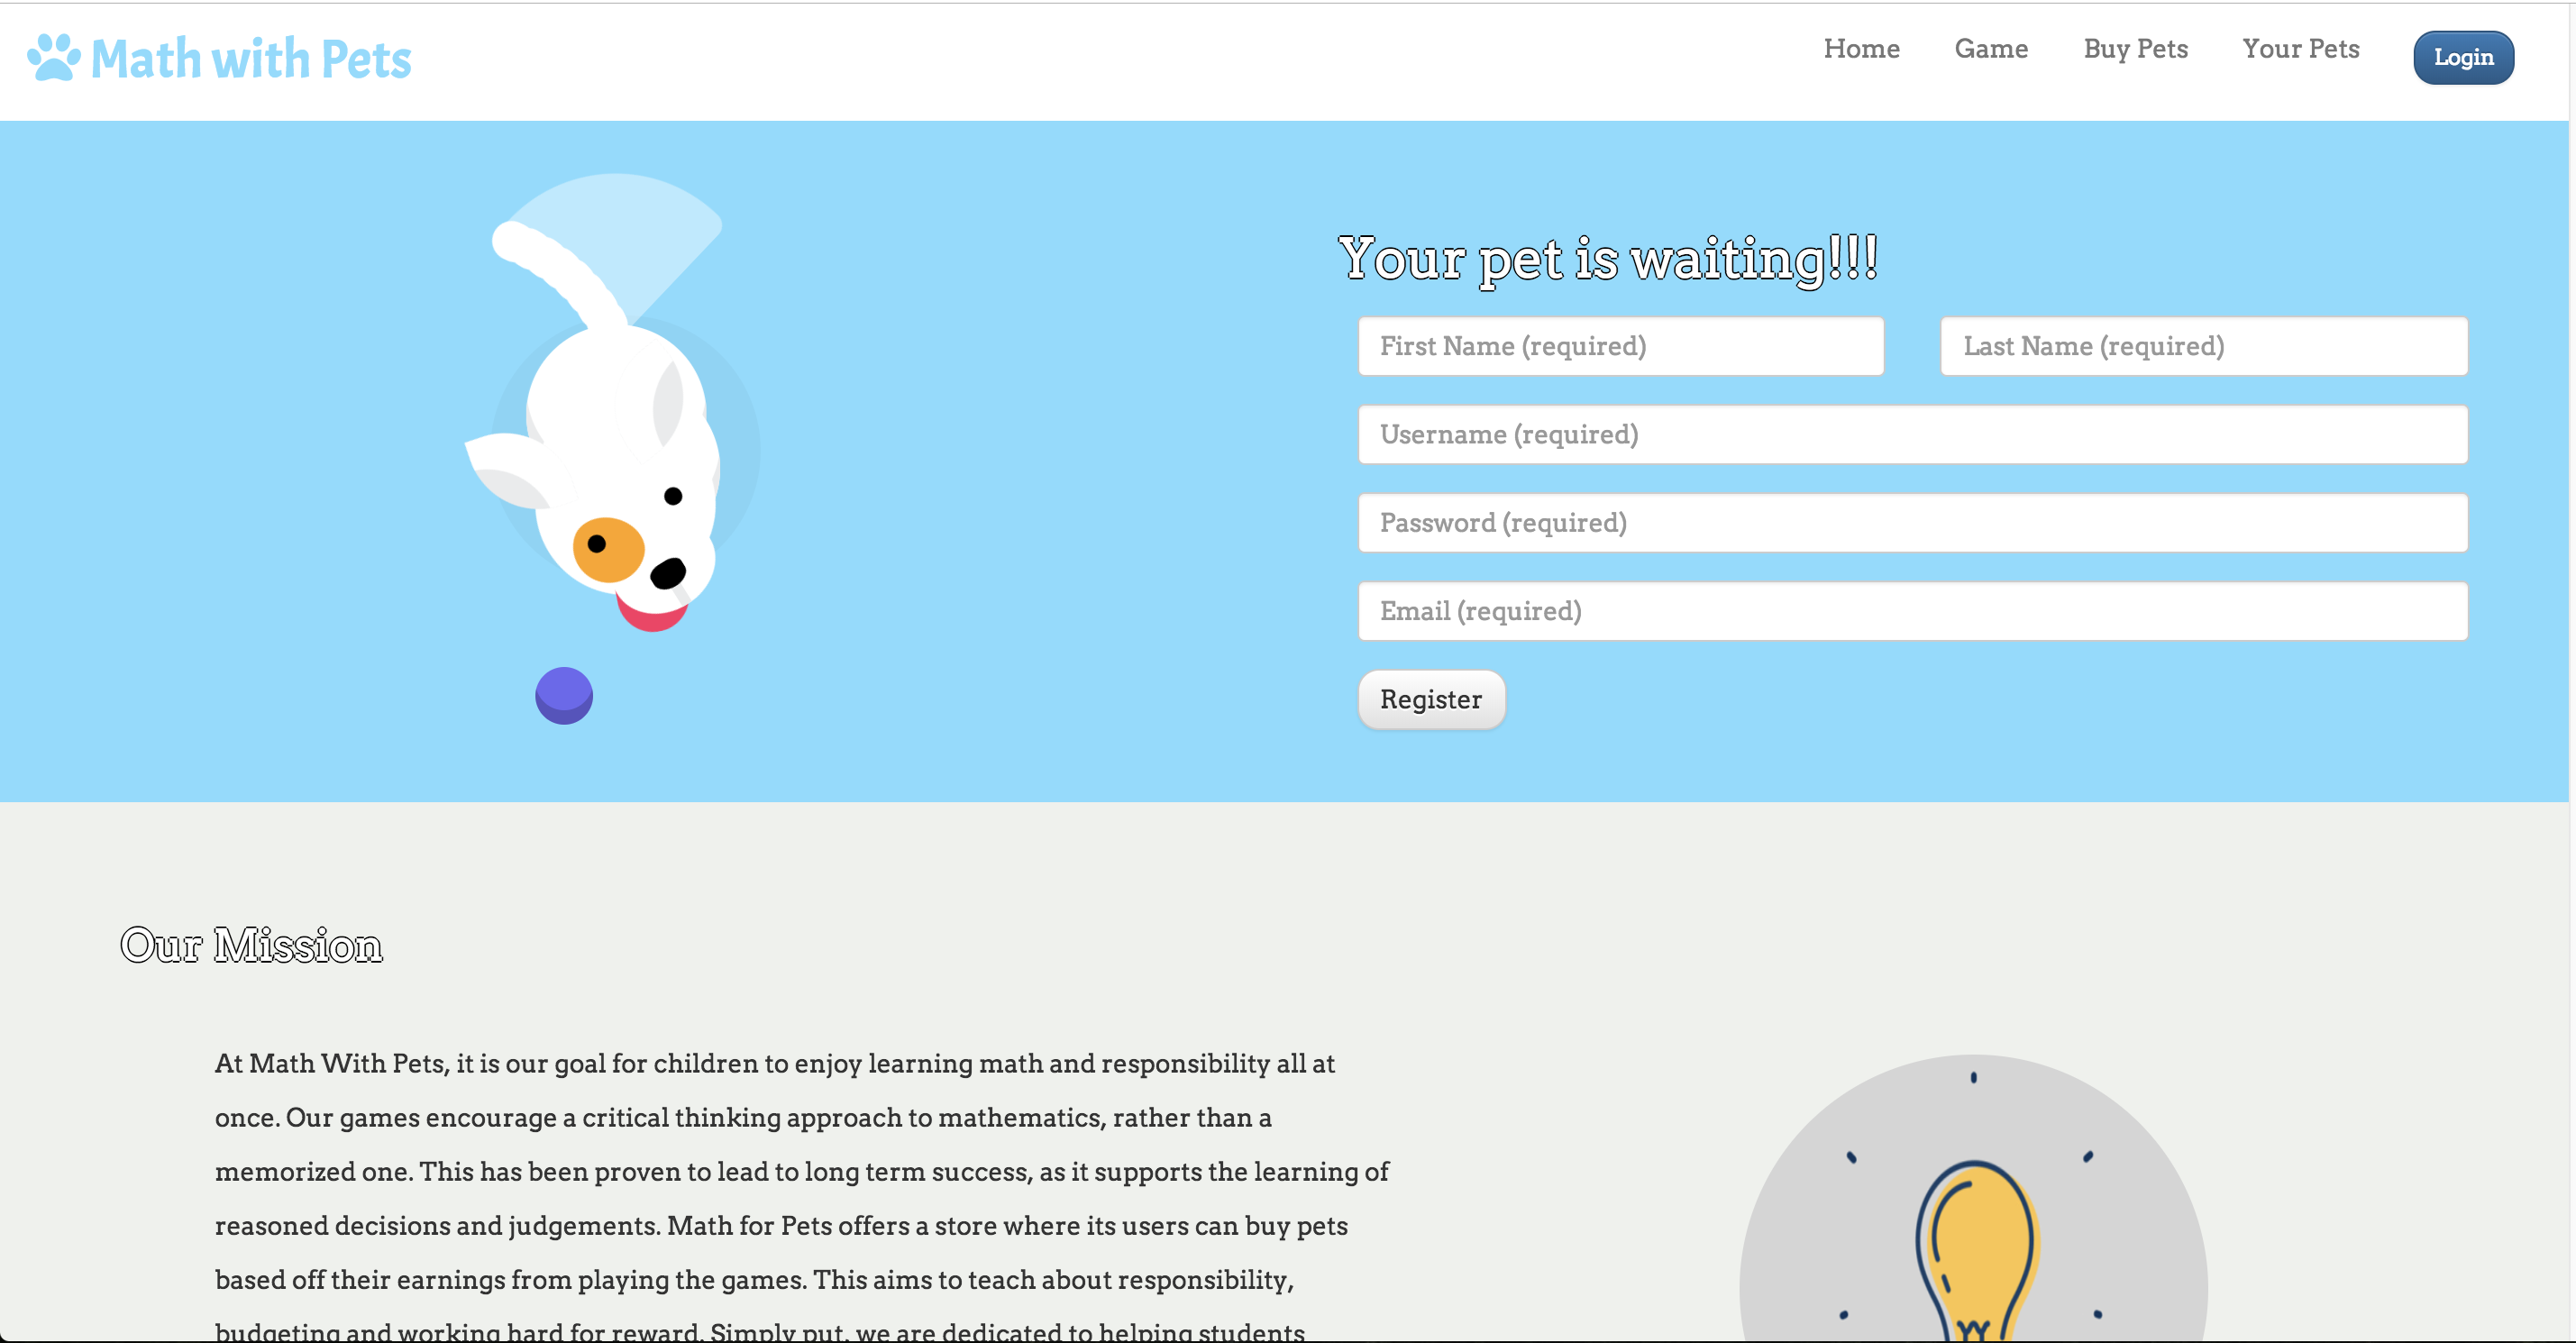 Math with Pets
Home
Game
Buy Pets
Your Pets
Login
Your pet is waiting!!!
First Name (required)
Last Name (required)
Username (required)
Password (required)
Email (required)
Register
Our Mission
At Math With Pets, it is our goal for children to enjoy learning math and responsibility all at
once. Our games encourage a critical thinking approach to mathematics, rather than a
memorized one. This has been proven to lead to long term success, as it supports the learning of
reasoned decisions and judgements. Math for Pets offers a store where its users can buy pets
based off their earnings from playing the games. This aims to teach about responsibility,
budgeting and working hard for reward. Simply put, we are dedicated to helping students